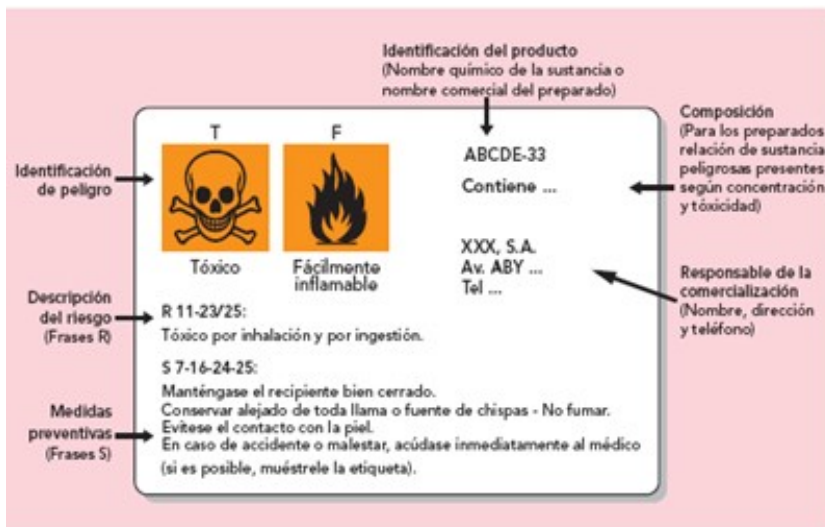 Identificación del producto
(Nombre químico de la sustancia o
nombre comercial del preparado)
Composición
(Para los preparados
relación de sustancia
peligrosas presentes
según concentración
y tóxicidad)
Identificación
de peligro
T
F
ABCDE-33
Contiene ...
Tóxico
Fácilmente
inflamable
XXX, S.A.
Av. ABY ...
Tel ...
Responsable de la
comercialización
(Nombre, dirección
y teléfono)
Descripción
del riesgo
(Frases R)
R 11-23/25:
Tóxico por inhalación y por ingestión.
S 7-16-24-25:
Manténgase el recipiente bien cerrado.
Conservar alejado de toda llama o fuente de chispas - No fumar.
Evítese el contacto con la piel.
En caso de accidente o malestar, acúdase inmediatamente al médico
(si es posible, muéstrele la etiqueta).
Medidas
preventivas
(Frases S)